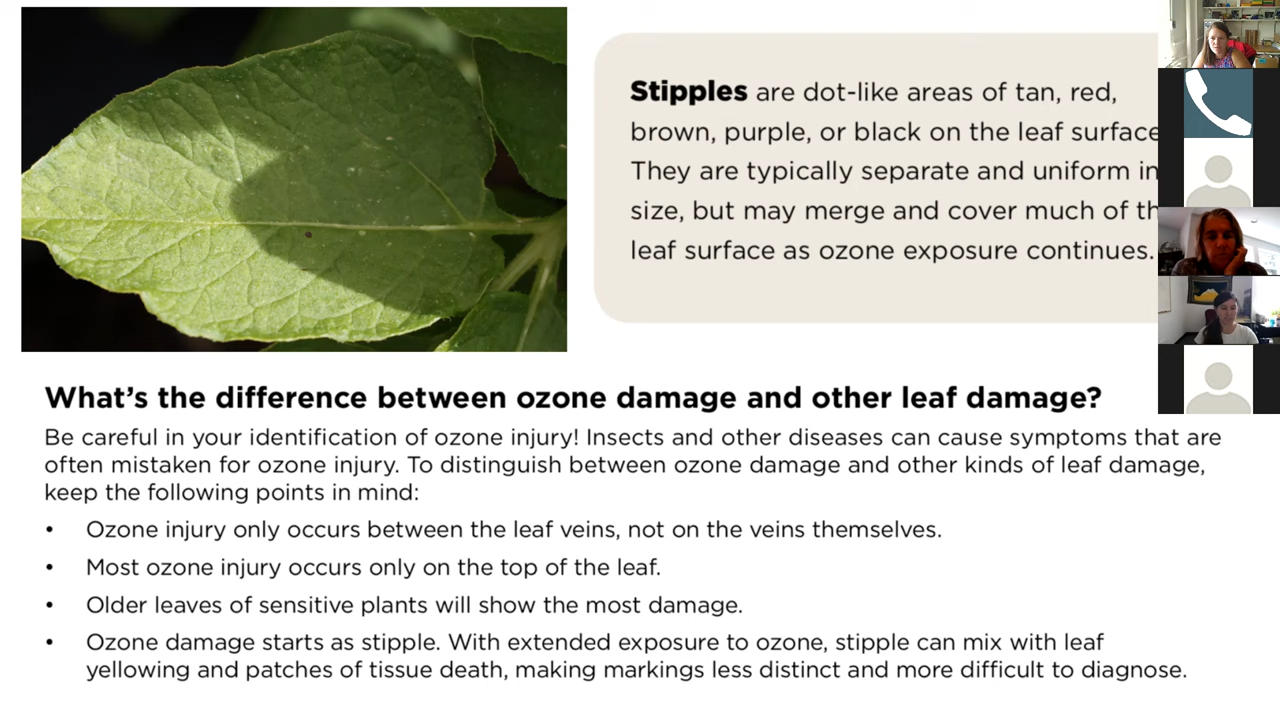 Stipples are dot-like areas of tan, red,
brown, purple, or black on the leaf surface
They are typically separate and uniform in
size, but may merge and cover much of th
leaf surface as ozone exposure continues.
What's the difference between ozone damage and other leaf damage?
Be careful in your identification of ozone injury! Insects and other diseases can cause symptoms that are
often mistaken for ozone injury. To distinguish between ozone damage and other kinds of leaf damage,
keep the following points in mind:
• Ozone injury only occurs between the leaf veins, not on the veins themselves.
• Most ozone injury occurs only on the top of the leaf.
• Older leaves of sensitive plants will show the most damage.
• Ozone damage starts as stipple. With extended exposure to ozone, stipple can mix with leaf
yellowing and patches of tissue death, making markings less distinct and more difficult to diagnose.